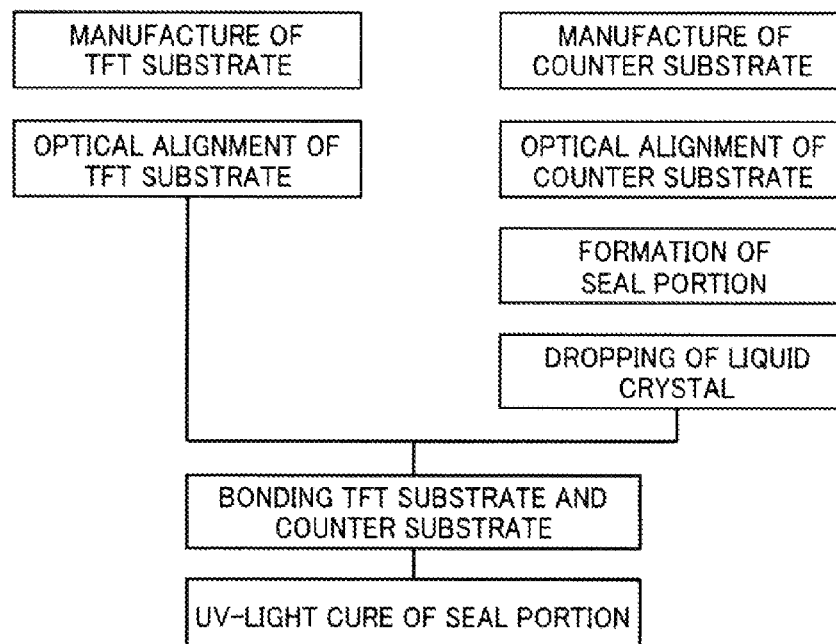 MANUFACTURE OF
TFT SUBSTRATE
MANUFACTURE OF
COUNTER SUBSTRATE
OPTICAL ALIGNMENT OF
TFT SUBSTRATE
OPTICAL ALIGNMENT OF
COUNTER SUBSTRATE
FORMATION OF
SEAL PORTION
DROPPING OF LIQUID
CRYSTAL
BONDING TFT SUBSTRATE AND
COUNTER SUBSTRATE
UV-LIGHT CURE OF SEAL PORTION